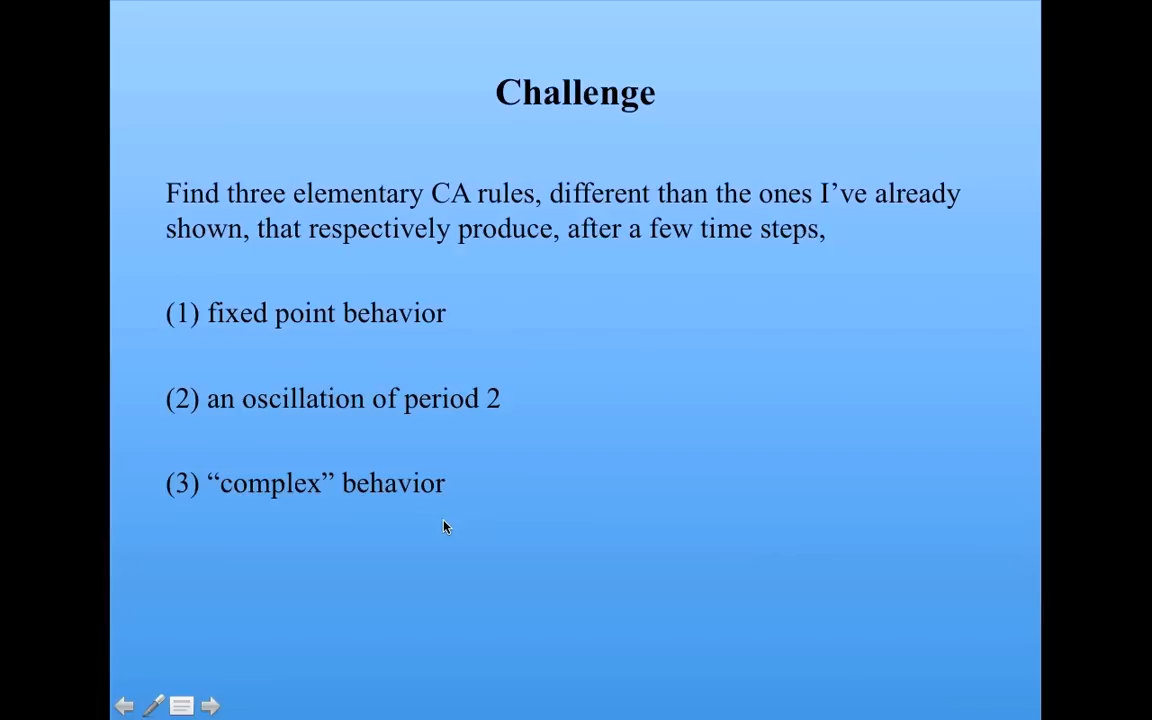 Challenge
Find three elementary CA rules, different than the ones I’ve already
shown, that respectively produce, after a few time steps,
(1) fixed point behavior
(2) an oscillation of period 2
(3) “complex” behavior